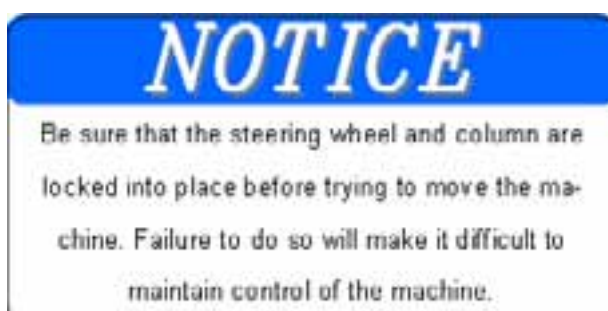 NOTICE
Be sure that the steering wheel and column are
locked into place before trying to move the ma-
chine. Failure to do so will make it difficult to
maintain control of the machine.